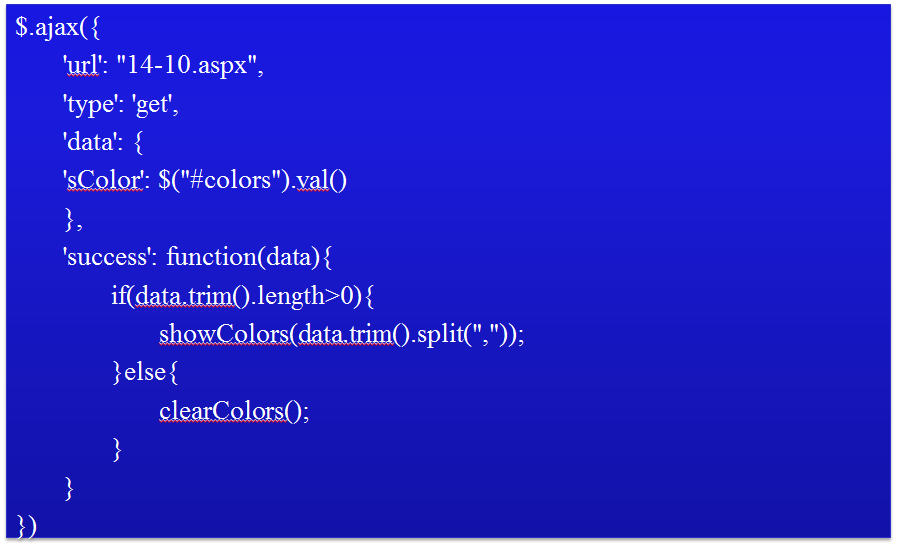 $.ajax({
'url': "14-10.aspx",
'type': 'get',
'data': {
'sColor': $("#colors").val()
},
'success': function(data){
if(data.trim().length>0){
showColors(data.trim().split(","));
}else{
clearColors();
}
}
})